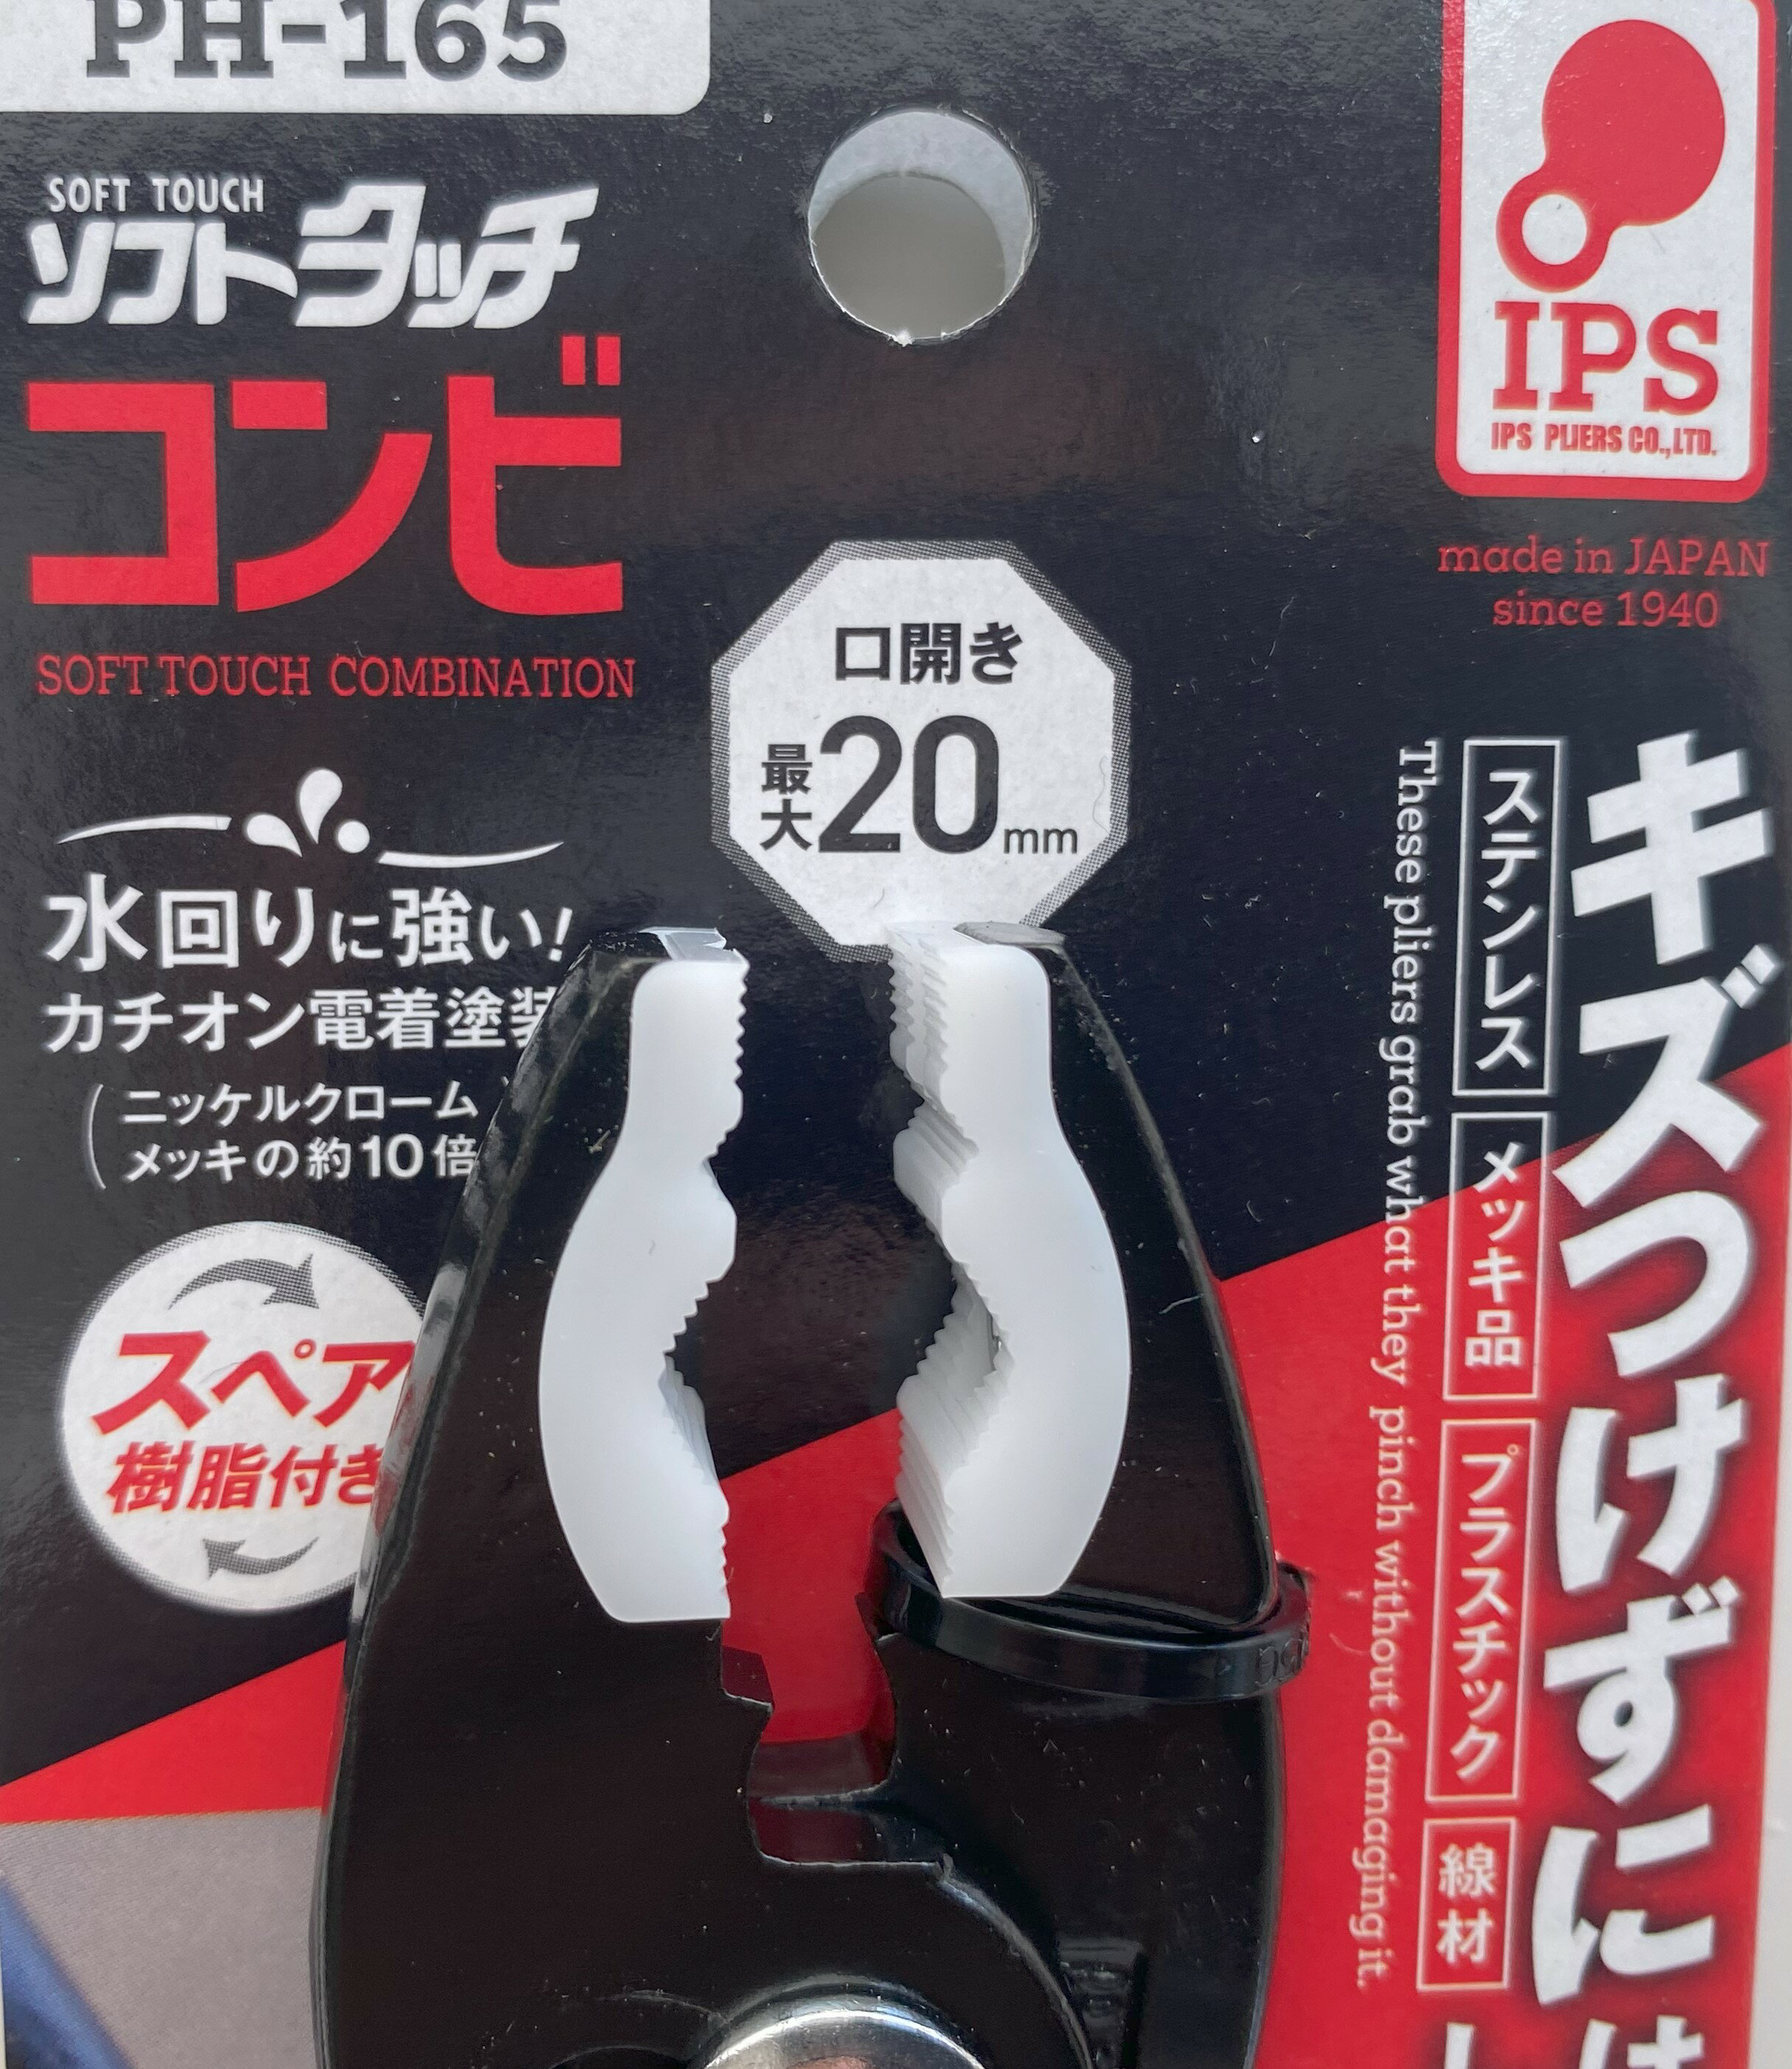 PH-165
SOFT TOUCH
ソフトタッチ
コンビ
SOFT TOUCH COMBINATION
IPS
IPS PLIERS CO.,LTD.
made in JAPAN
since 1940
口開き
最大20mm
水回りに強い!
カチオン電着塗装
(ニッケルクローム
メッキの約10倍
スペア
樹脂付き
キズつけずには
ステンレス
メッキ品
プラスチック
線材
These pliers grab what they pinch without damaging it.